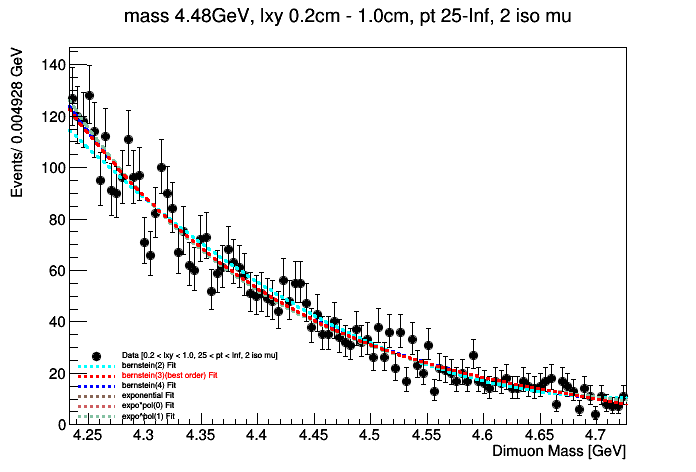 mass 4.48GeV, lxy 0.2cm - 1.0cm, pt 25-Inf, 2 iso mu
Events/ 0.004928 GeV
140
120
100
80
60
40
20
0
Data [0.2 < lxy < 1.0, 25 < pt < Inf, 2 iso mu]
bernstein(2) Fit
bernstein(3)(best order) Fit
bernstein(4) Fit
exponential Fit
expo*pol(0) Fit
expo*pol(1) Fit
4.25 4.3 4.35 4.4 4.45 4.5 4.55 4.6 4.65 4.7
Dimuon Mass [GeV]